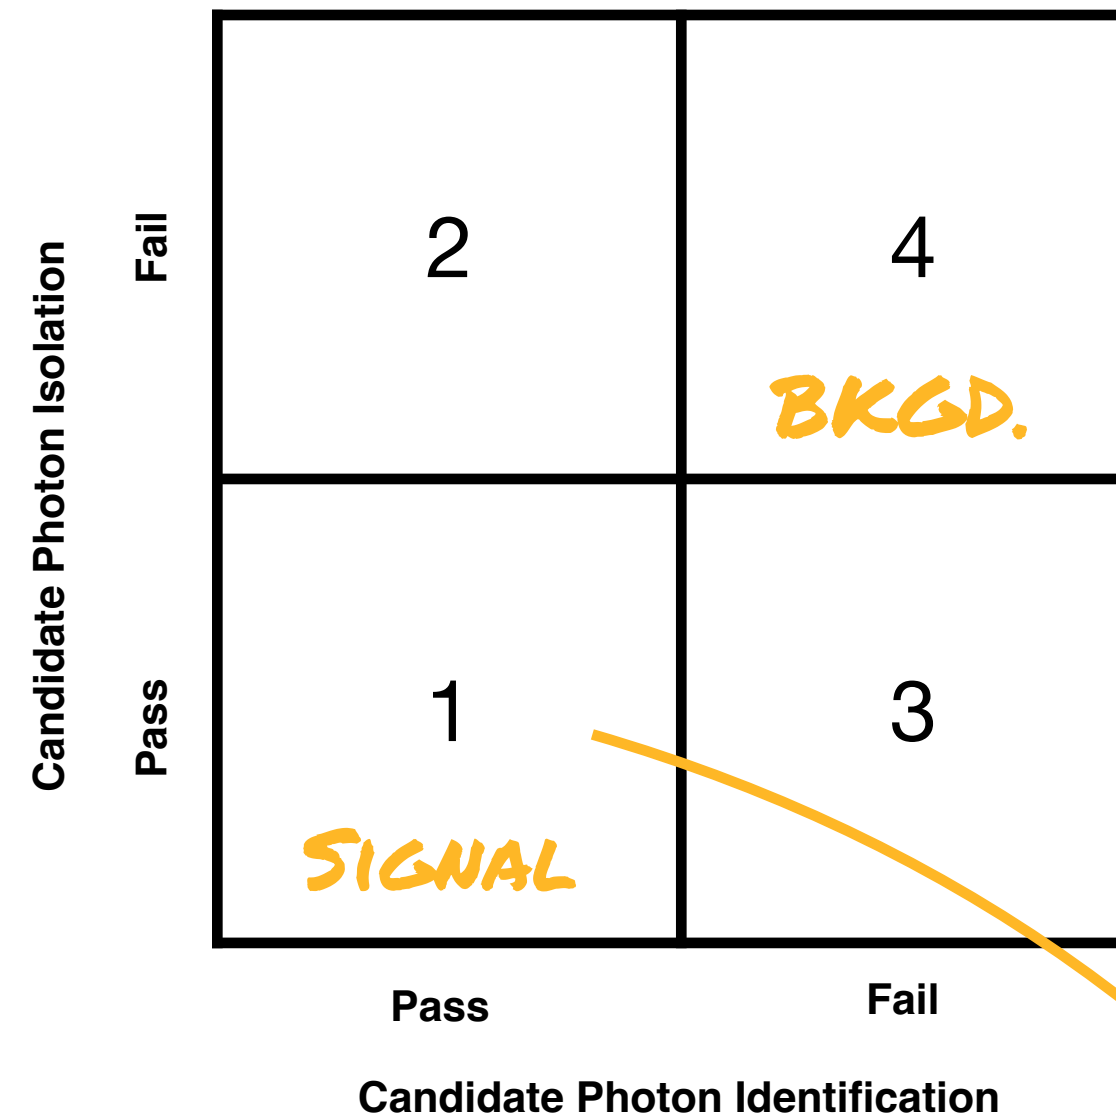 Candidate Photon Isolation
Fail
Pass
2
4
BKGD.
1
3
SIGNAL
Pass
Fail
Candidate Photon Identification